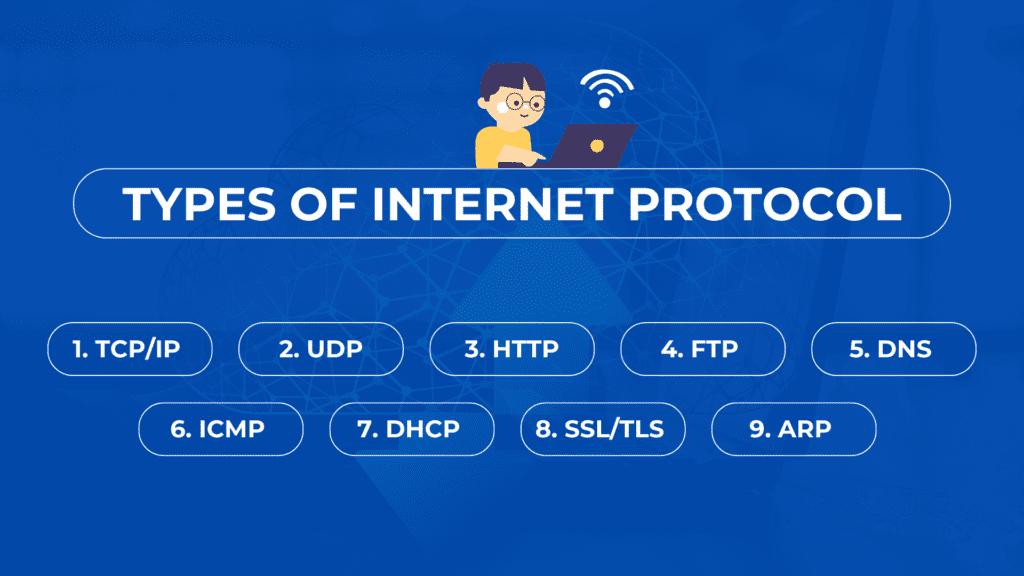 TYPES OF INTERNET PROTOCOL
1. TCP/IP
2. UDP
3. HTTP
4. FTP
5. DNS
6. ICMP
7. DHCP
8. SSL/TLS
9. ARP